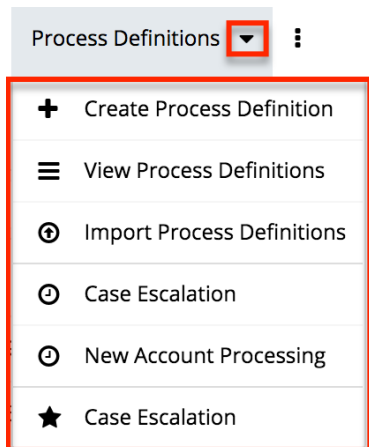 Process Definitions
Create Process Definition
View Process Definitions
Import Process Definitions
Case Escalation
New Account Processing
Case Escalation